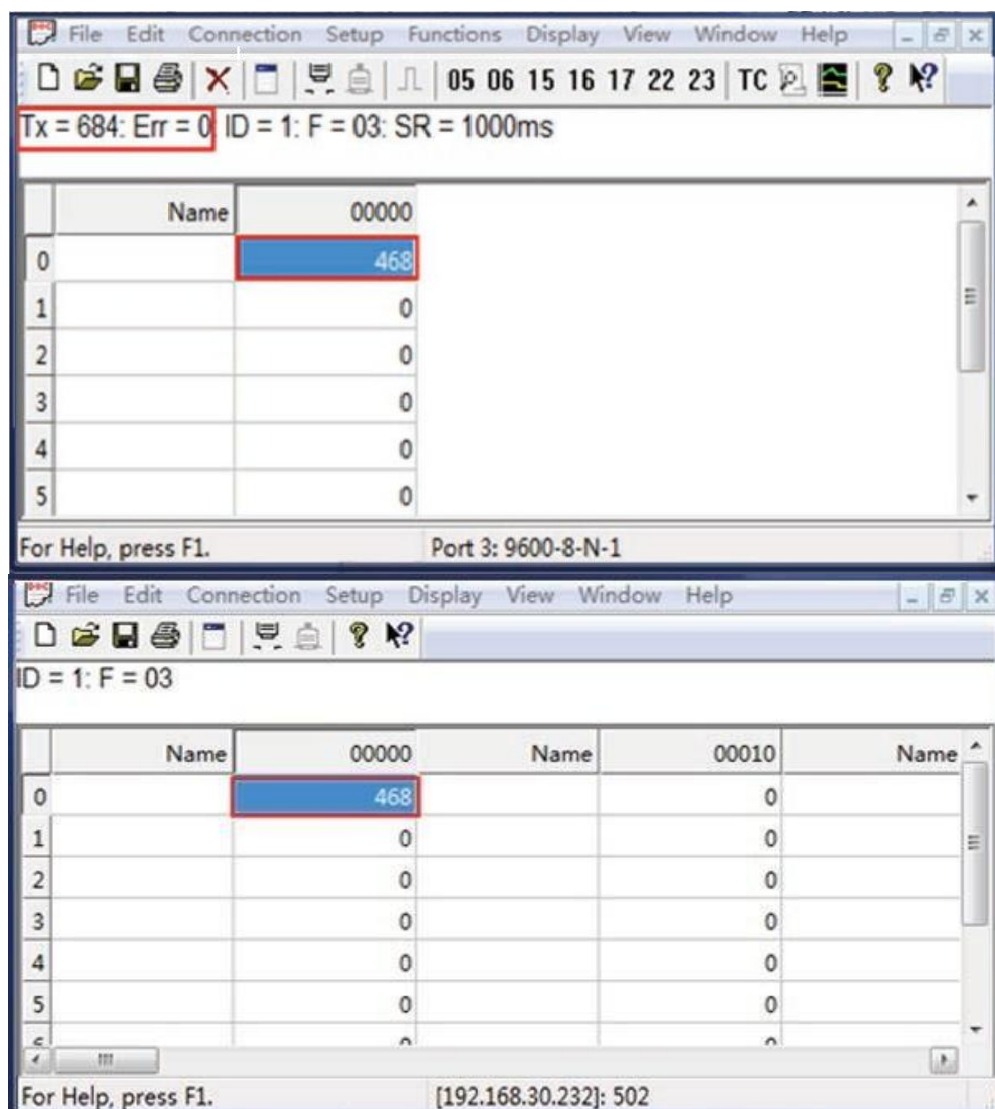 File Edit Connection Setup Functions Display View Window Help
05 06 15 16 17 22 23 TC
Tx = 684: Err = 0: ID = 1: F = 03: SR = 1000ms
Name 00000
0 468
1 0
2 0
3 0
4 0
5 0
For Help, press F1. Port 3: 9600-8-N-1
File Edit Connection Setup Display View Window Help
ID = 1: F = 03
Name 00000 Name 00010 Name
0 468 0
1 0 0
2 0 0
3 0 0
4 0 0
5 0 0
For Help, press F1. [192.168.30.232]: 502